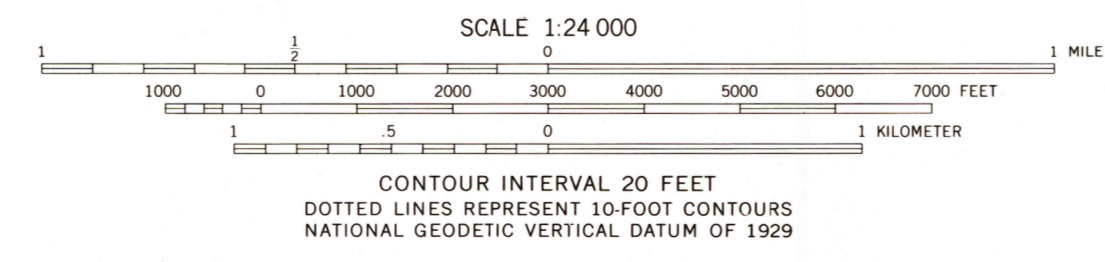 SCALE 1:24 000
1 1/2 0 1 MILE
1000 0 1000 2000 3000 4000 5000 6000 7000 FEET
1 .5 0 1 KILOMETER
CONTOUR INTERVAL 20 FEET
DOTTED LINES REPRESENT 10-FOOT CONTOURS
NATIONAL GEODETIC VERTICAL DATUM OF 1929